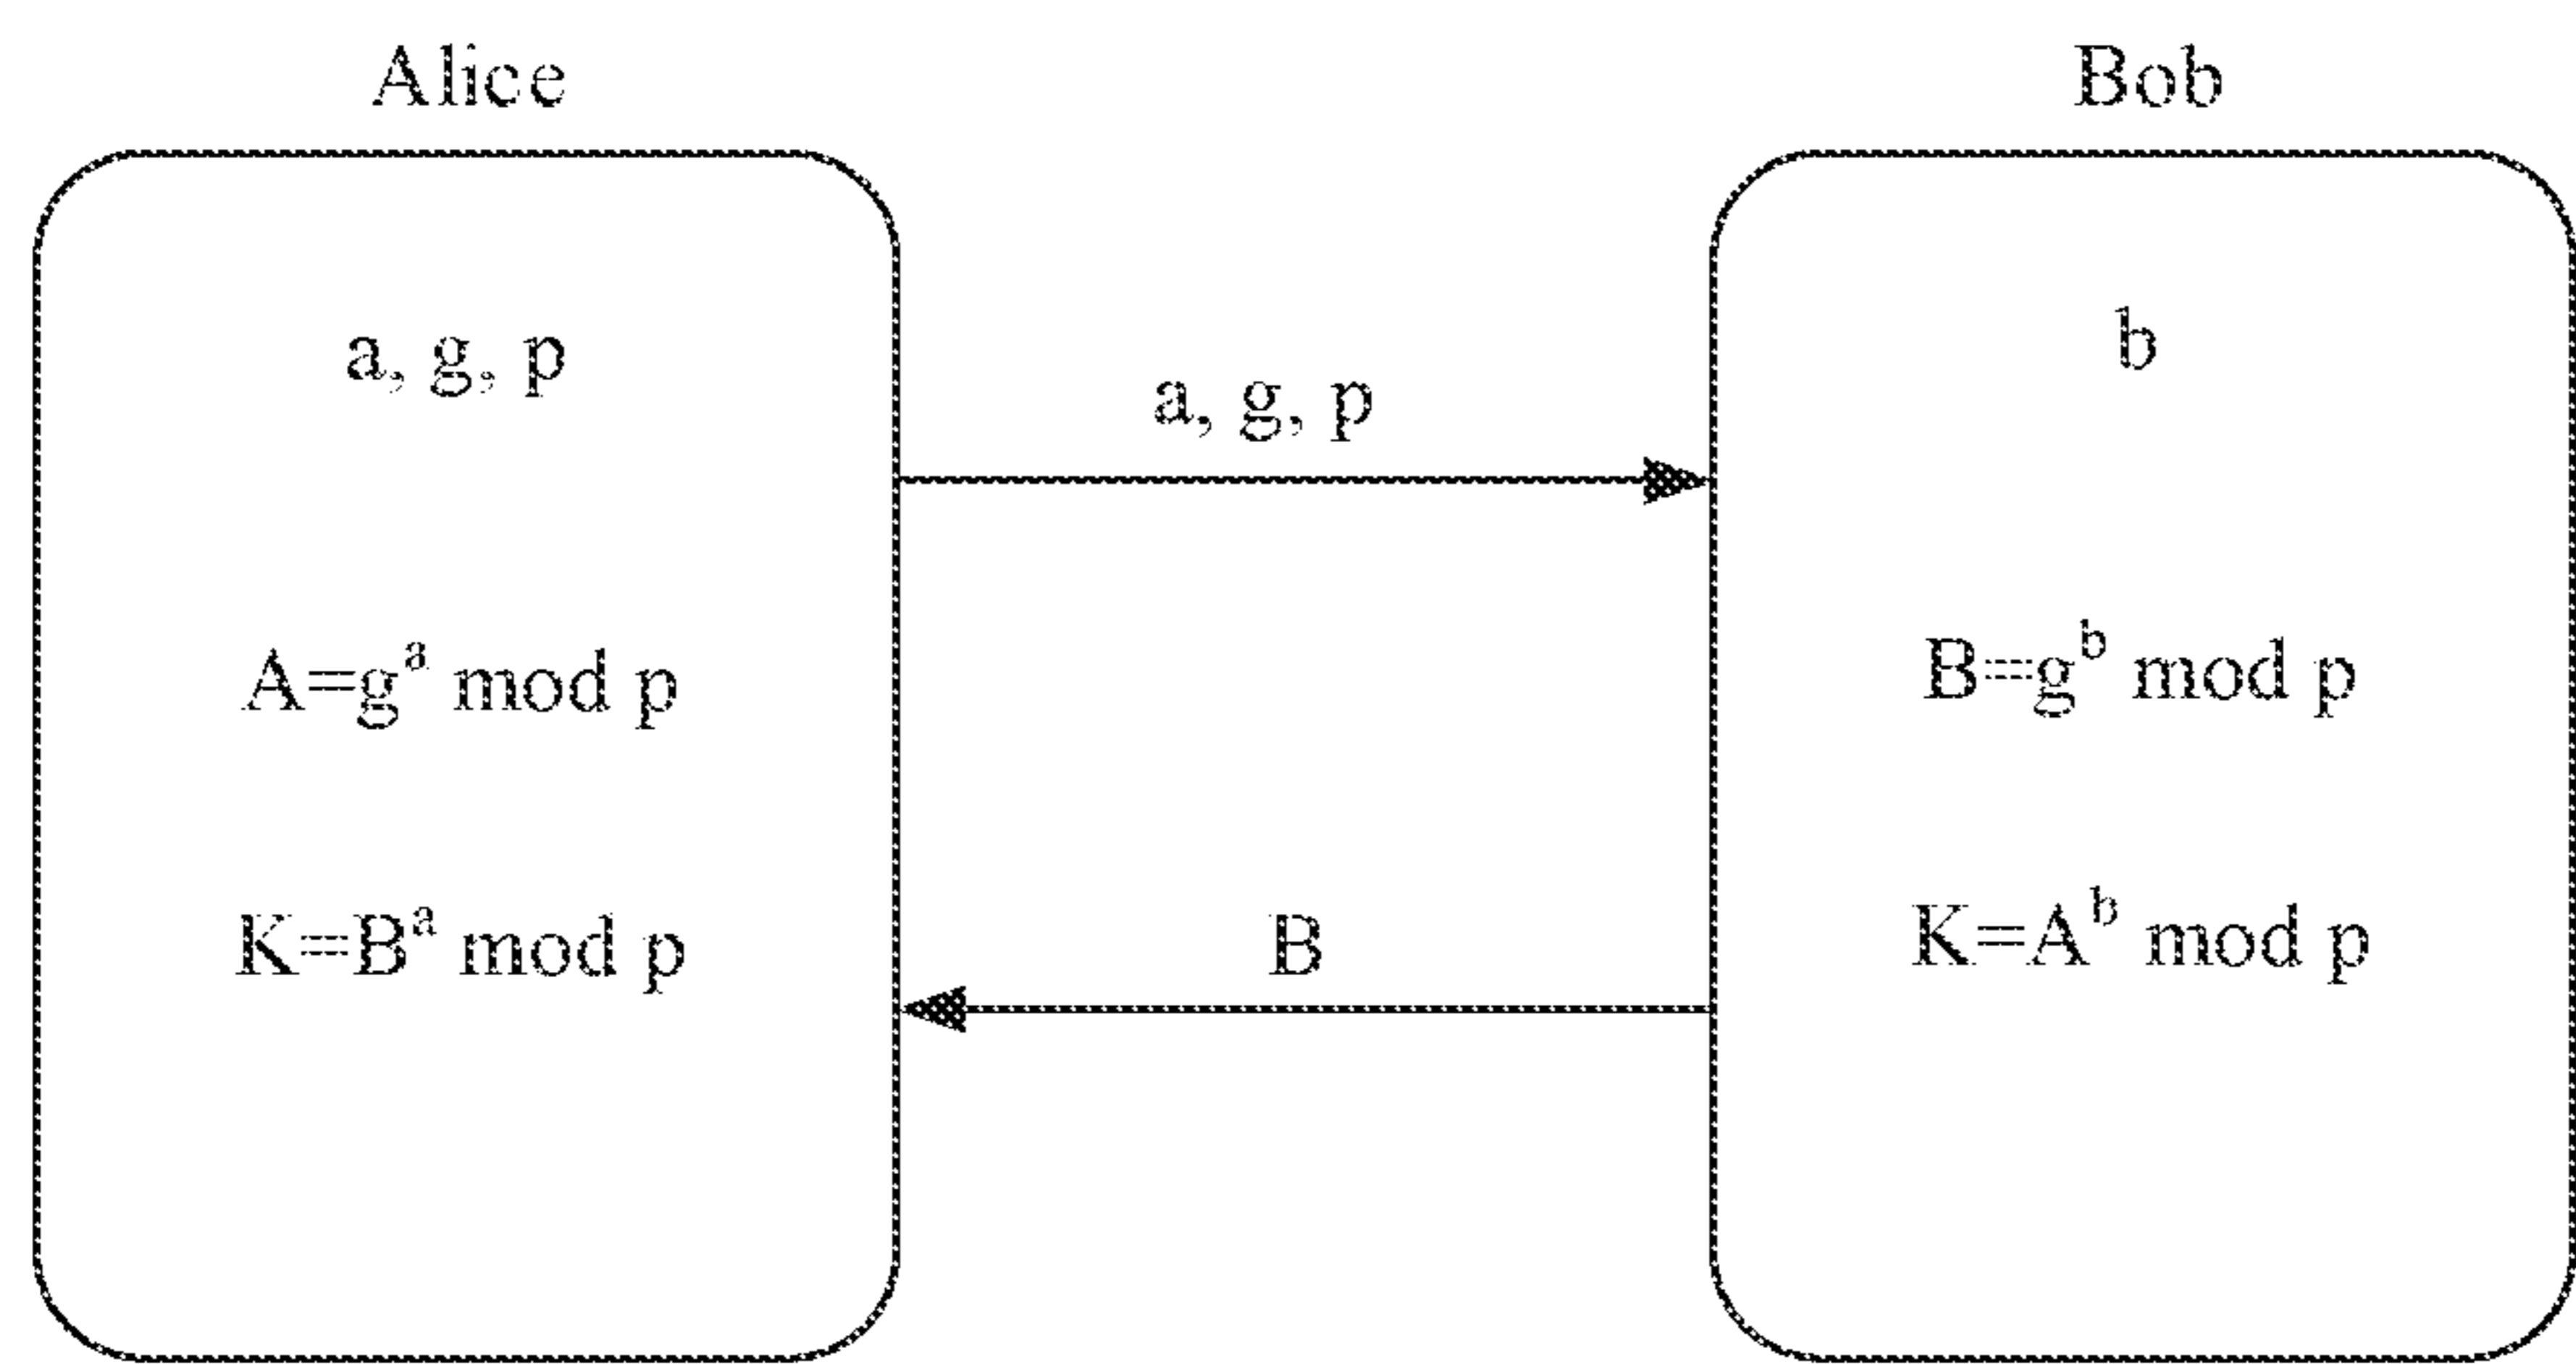 Alice
Bob
a, g, p
b
a, g, p
A=g^a mod p
B=g^b mod p
K=B^a mod p
B
K=A^b mod p